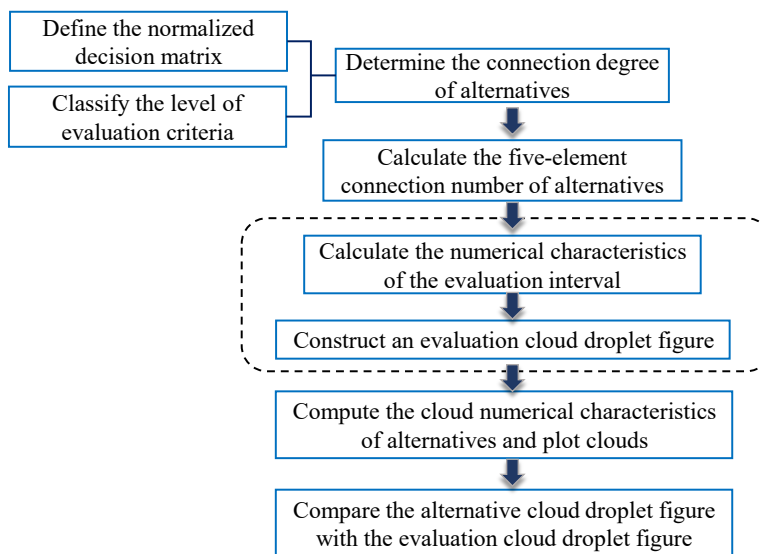 Define the normalized
decision matrix
Classify the level of
evaluation criteria
Determine the connection degree
of alternatives
Calculate the five-element
connection number of alternatives
Calculate the numerical characteristics
of the evaluation interval
Construct an evaluation cloud droplet figure
Compute the cloud numerical characteristics
of alternatives and plot clouds
Compare the alternative cloud droplet figure
with the evaluation cloud droplet figure